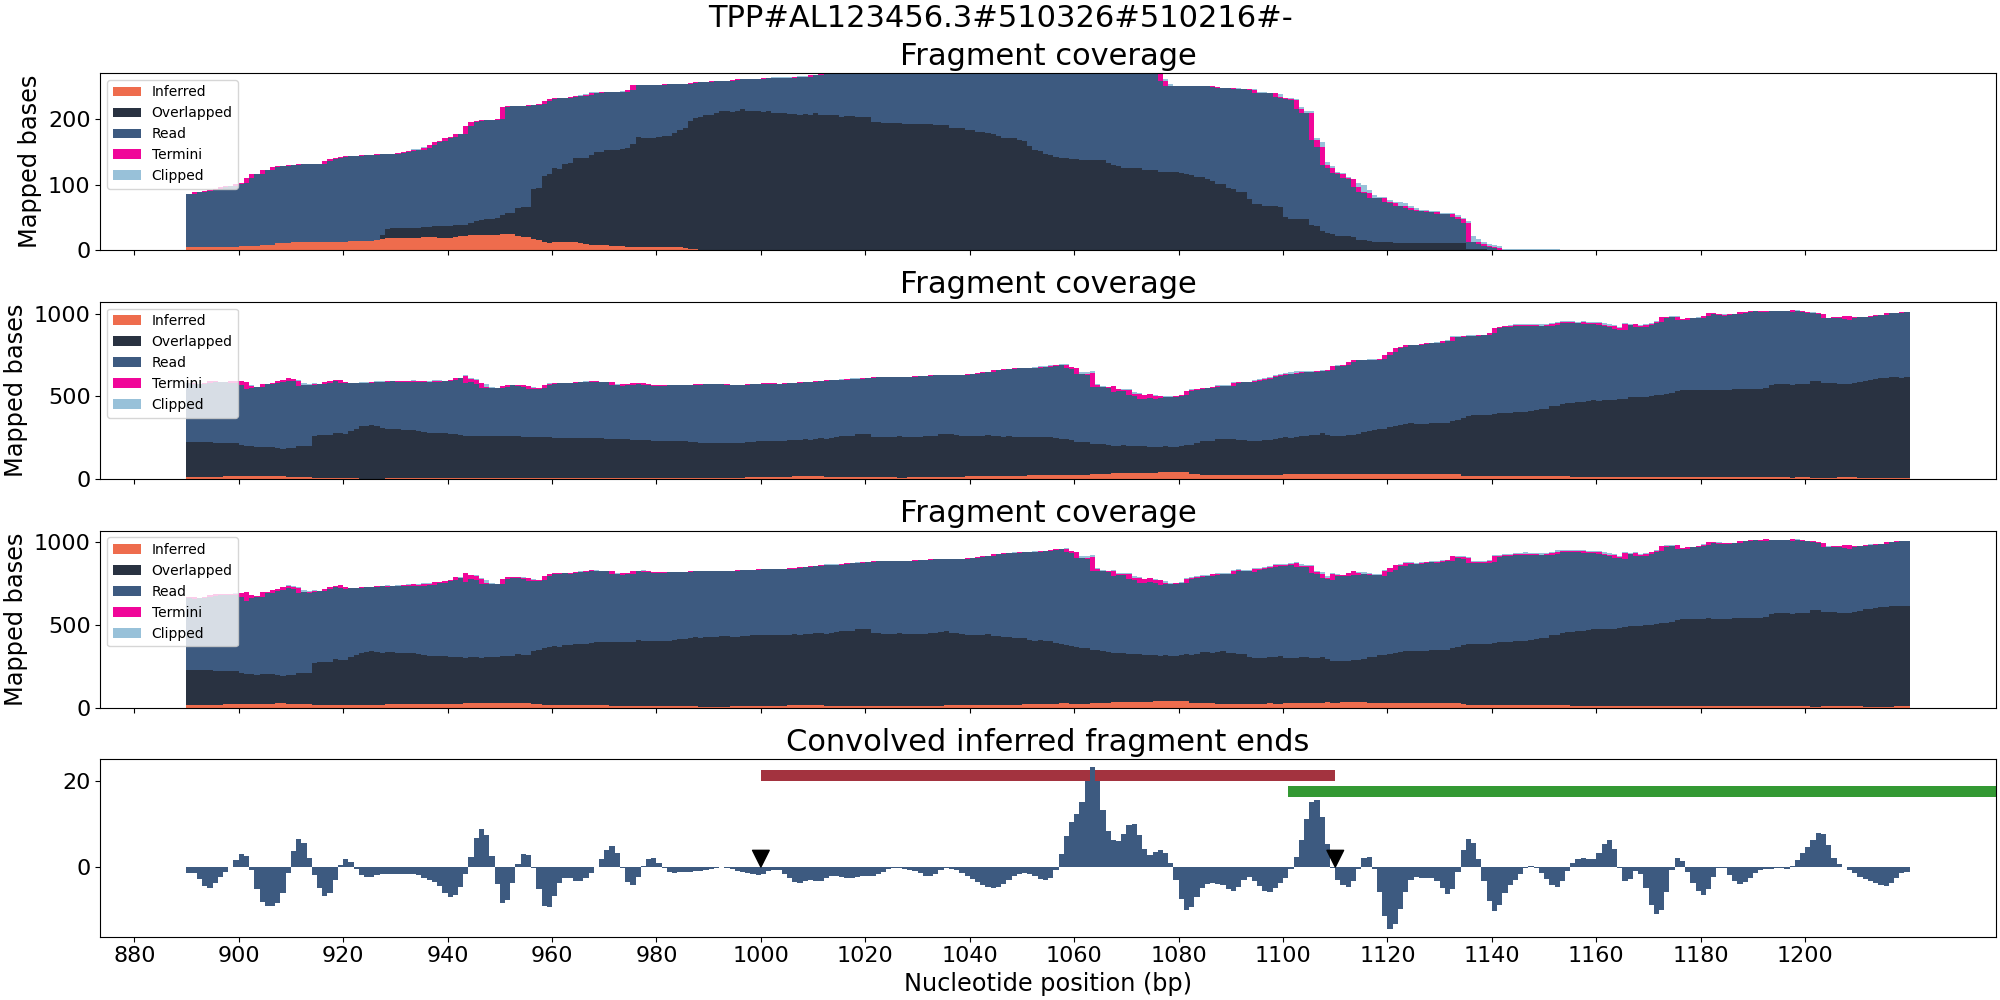 TPP#AL123456.3#510326#510216#-
Fragment coverage
Mapped bases
200
100
0
Inferred
Overlapped
Read
Termini
Clipped
Fragment coverage
Mapped bases
1000
500
0
Inferred
Overlapped
Read
Termini
Clipped
Fragment coverage
Mapped bases
1000
500
0
Inferred
Overlapped
Read
Termini
Clipped
Convolved inferred fragment ends
20
0
880 900 920 940 960 980 1000 1020 1040 1060 1080 1100 1120 1140 1160 1180 1200
Nucleotide position (bp)